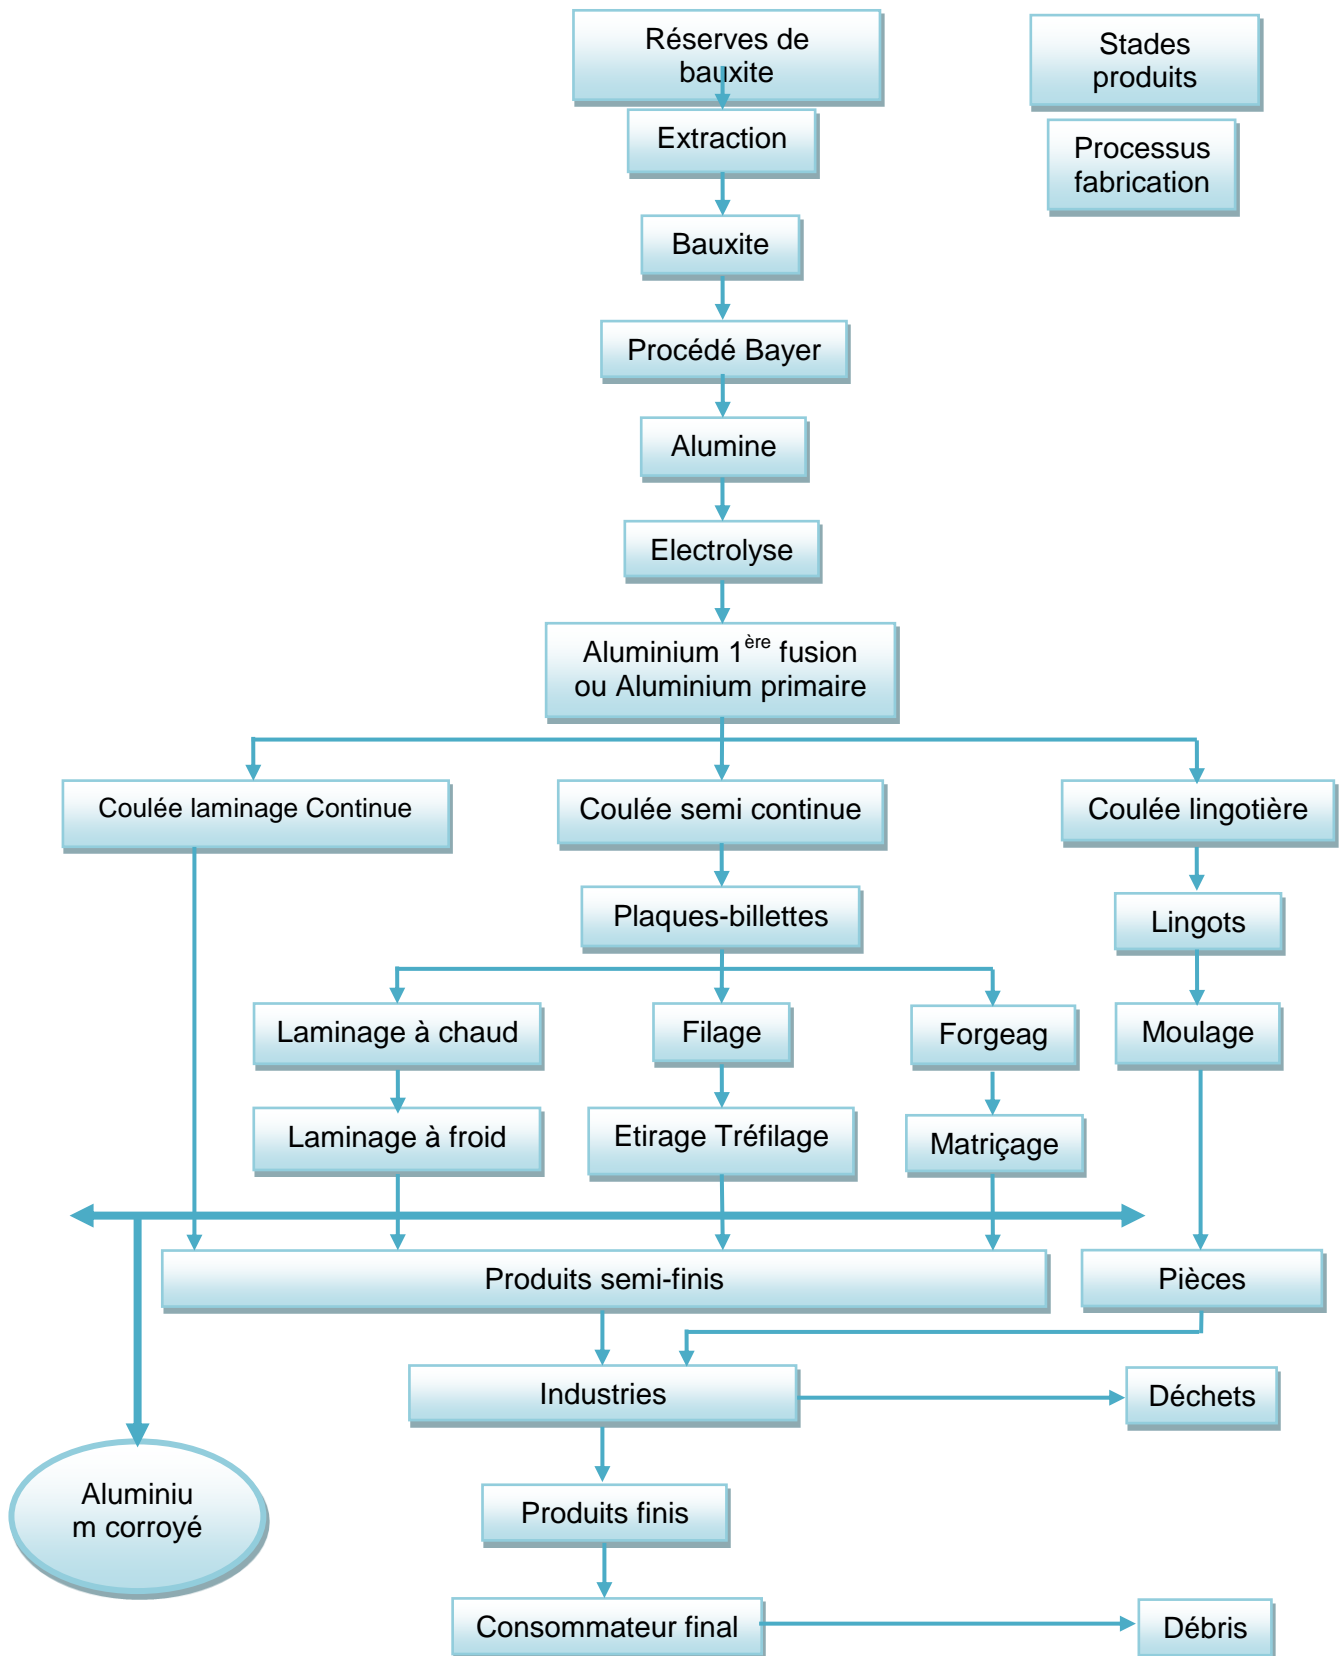 Réserves de
bauxite
Stades
produits
Extraction
Processus
fabrication
Bauxite
Procédé Bayer
Alumine
Electrolyse
Aluminium 1ère fusion
ou Aluminium primaire
Coulée laminage Continue
Coulée semi continue
Coulée lingotière
Plaques-billettes
Lingots
Laminage à chaud
Filage
Forgeag
Moulage
Laminage à froid
Etirage Tréfilage
Matriçage
Produits semi-finis
Pièces
Industries
Déchets
Aluminiu
m corroyé
Produits finis
Consommateur final
Débris